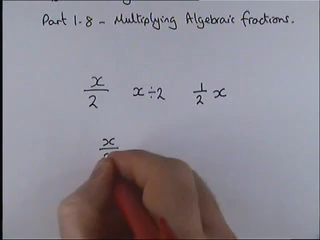 Part 1.8 - Multiplying Algebraic fractions.
x/2 x÷2 1/2 x
x